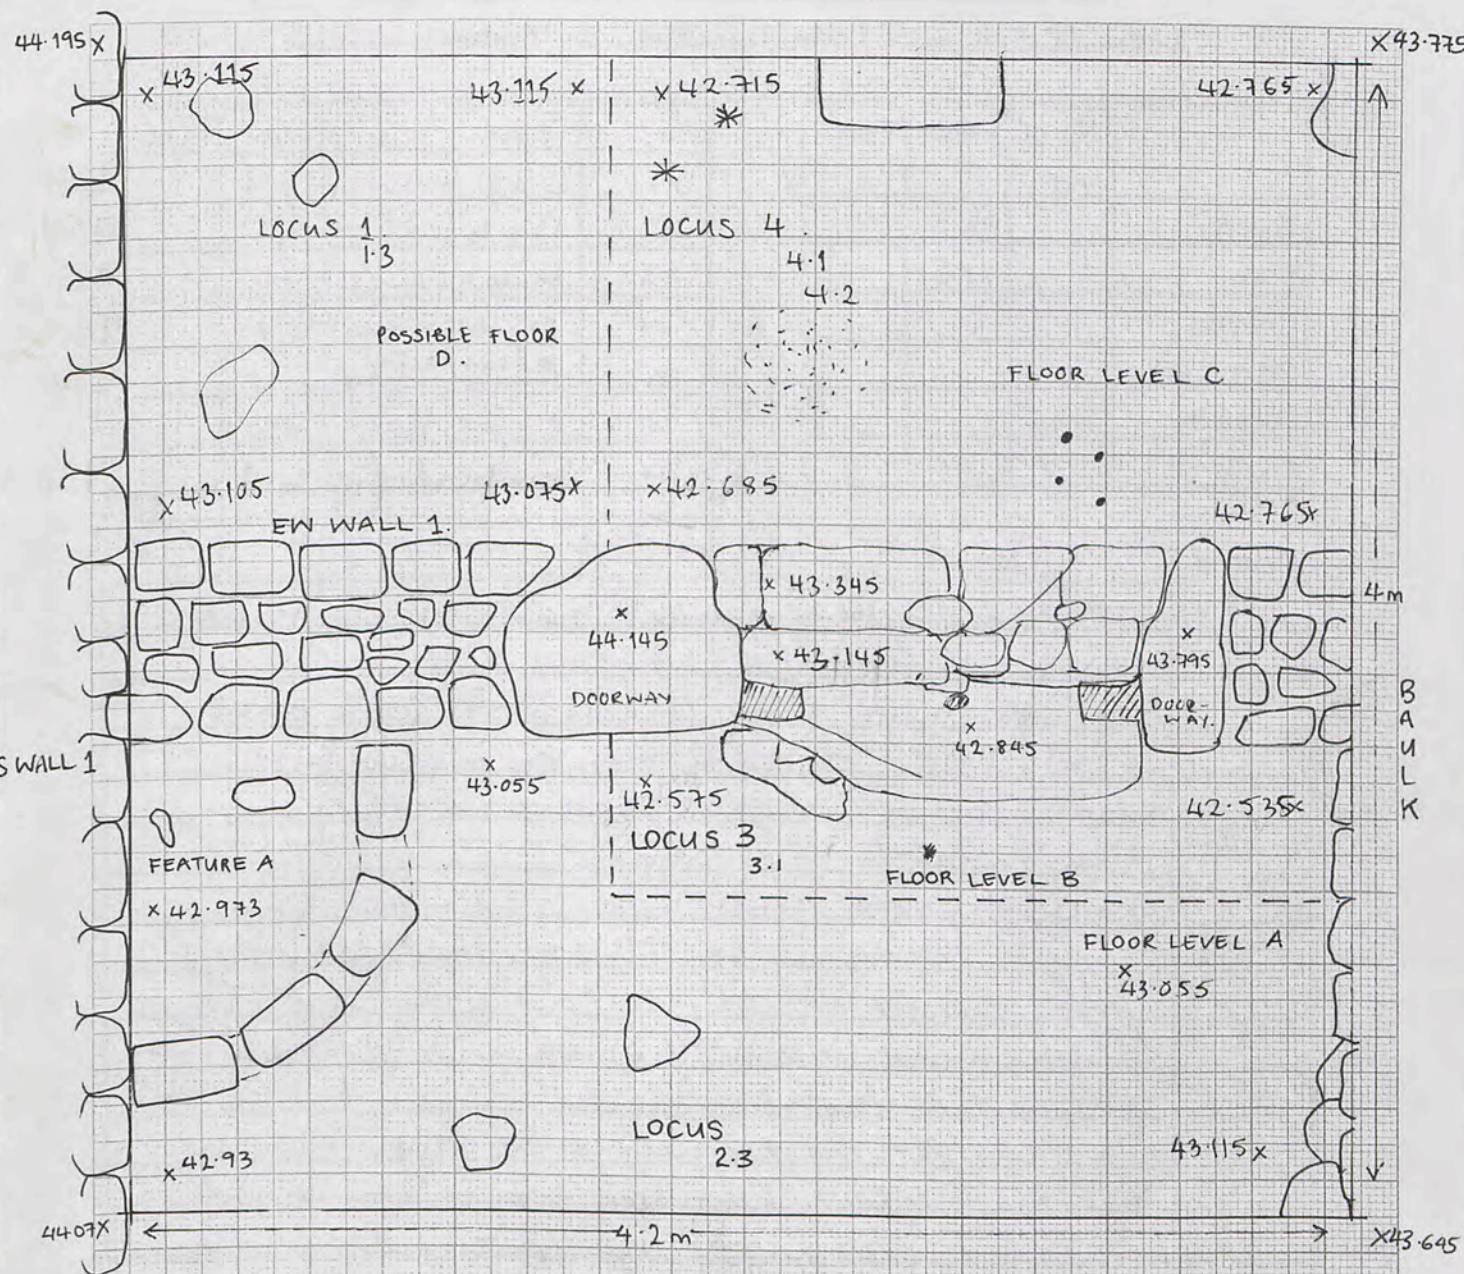 44.195 x
x 43.775
x 43.115
43.115 x
x 42.715
42.765 x
LOCUS 1.
1.3
LOCUS 4.
4.1
4.2
POSSIBLE FLOOR
D.
FLOOR LEVEL C
x 43.105
43.075 x
x 42.685
42.765 x
EW WALL 1.
x 43.345
4m
x
44.145
x 43.145
x
43.795
DOORWAY
DOOR-
WAY.
x
42.845
BAULK
S WALL 1
x
43.055
x
42.575
42.535 x
LOCUS 3
3.1
FEATURE A
FLOOR LEVEL B
x 42.973
FLOOR LEVEL A
x
43.055
LOCUS
2.3
x 42.93
43.115 x
4407 x
4.2 m
x 43.695